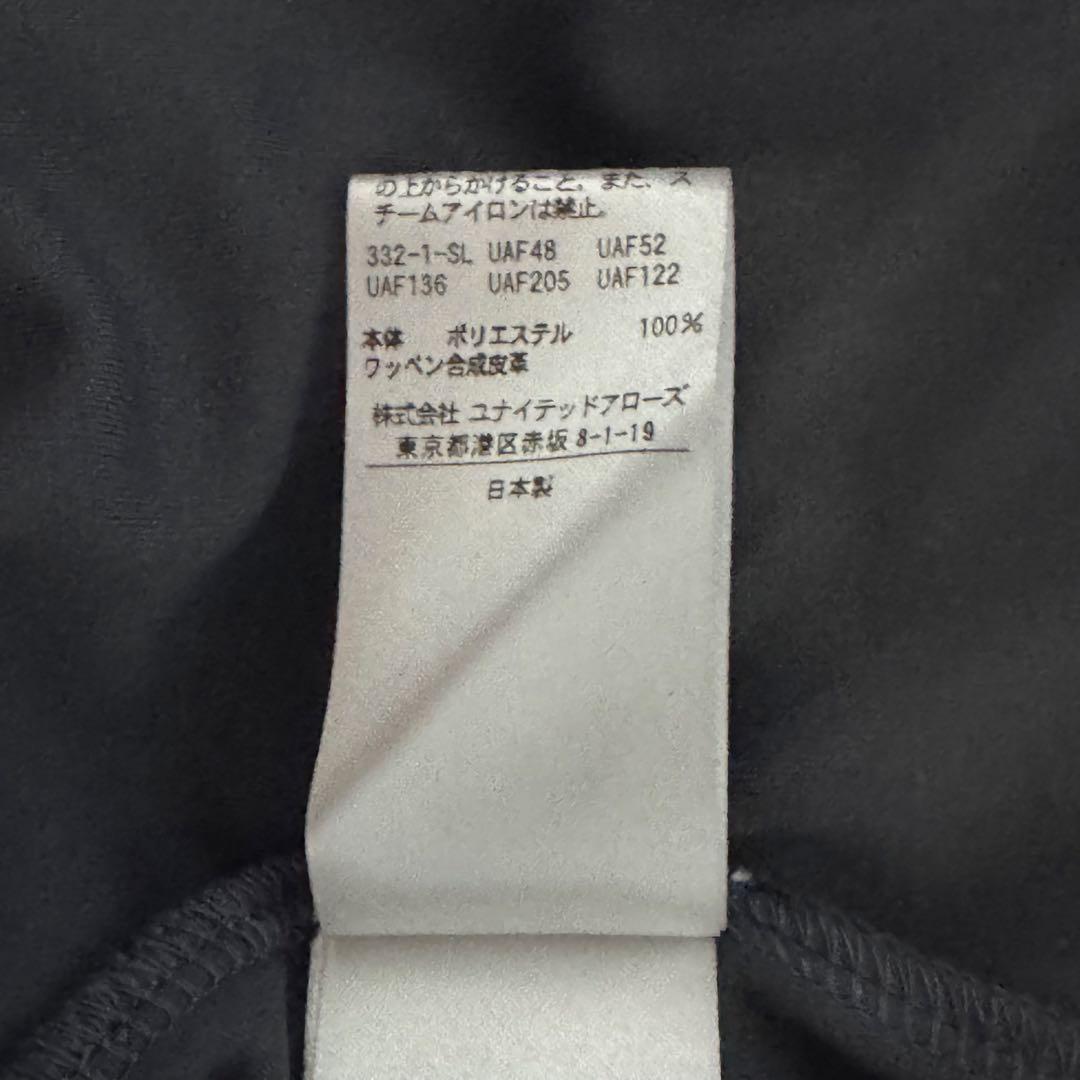 の上からかけること。また、ス
チームアイロンは禁止。
332-1-SL UAF48 UAF52
UAF136 UAF205 UAF122
本体 ポリエステル 100%
ワッペン合成皮革
株式会社 ユナイテッドアローズ
東京都港区赤坂8-1-19
日本製